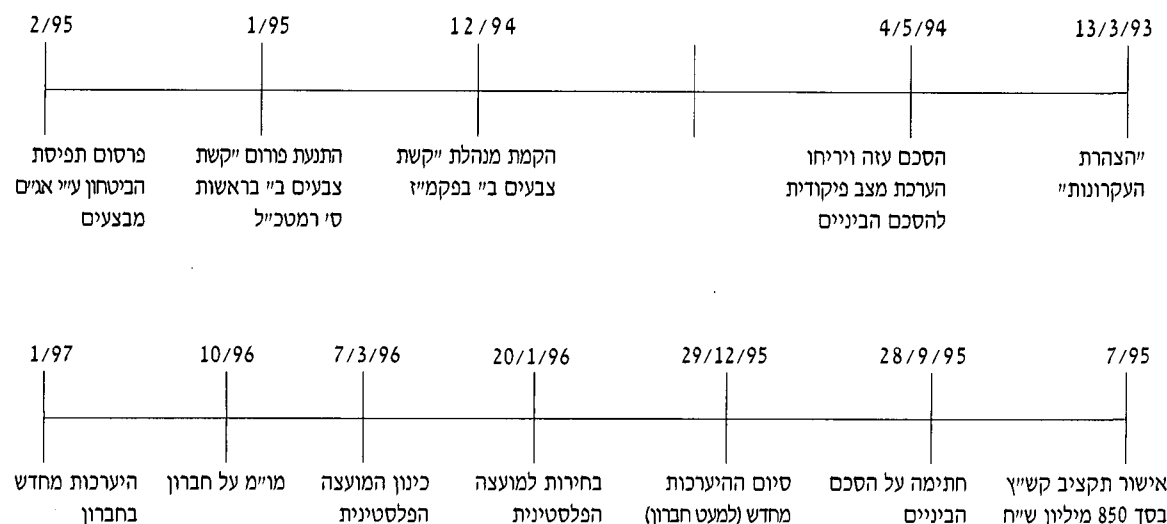 13/3/93
"הצהרת
העקרונות"
4/5/94
הסכם עזה ויריחו
הערכת מצב פיקודית
להסכם הביניים
12/94
הקמת מנהלת "קשת
צבעים ב" בפקמ"ז
1/95
התנעת פורום "קשת
צבעים ב" בראשות
ס' רמטכ"ל
2/95
פרסום תפיסת
הביטחון ע"י אג"ם
מבצעים
7/95
אישור תקציב קש"ץ
בסך 850 מיליון ש"ח
28/9/95
חתימה על הסכם
הביניים
29/12/95
סיום ההיערכות
מחדש (למעט חברון)
20/1/96
בחירות למועצה
הפלסטינית
7/3/96
כינון המועצה
הפלסטינית
10/96
מו"מ על חברון
1/97
היערכות מחדש
בחברון